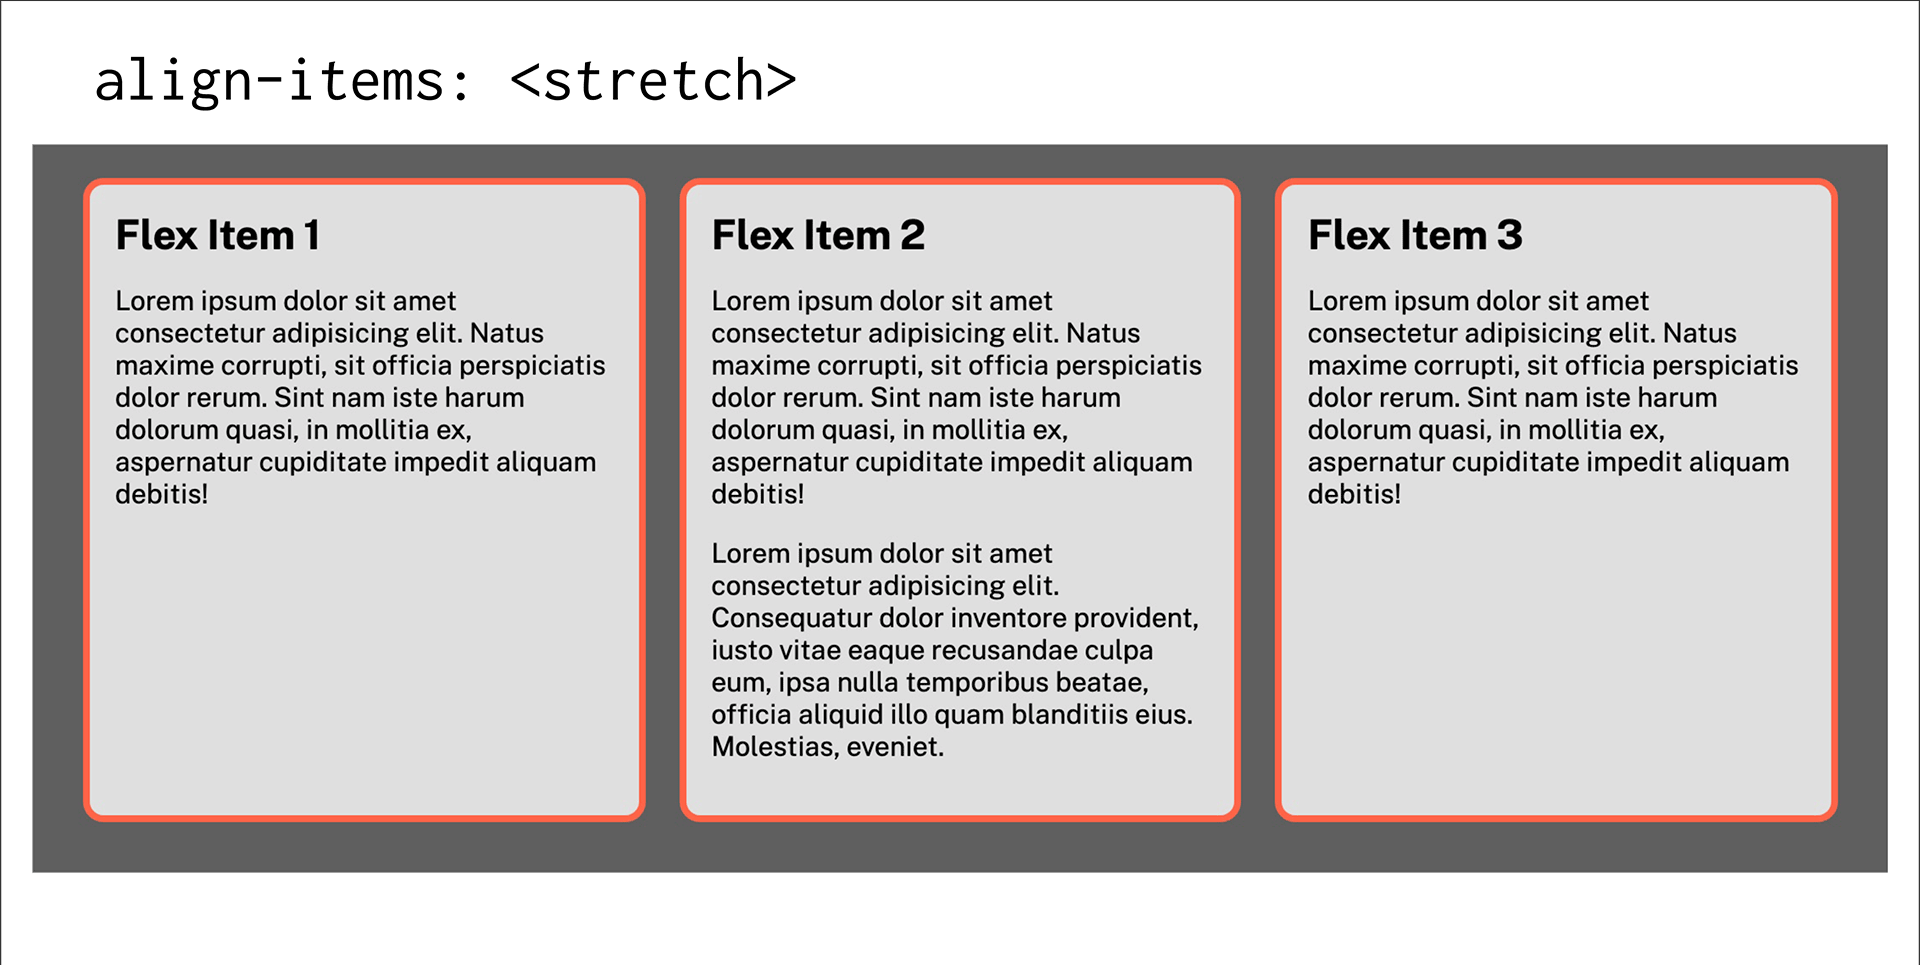 align-items: <stretch>
Flex Item 1
Lorem ipsum dolor sit amet
consectetur adipisicing elit. Natus
maxime corrupti, sit officia perspiciatis
dolor rerum. Sint nam iste harum
dolorum quasi, in mollitia ex,
aspernatur cupiditate impedit aliquam
debitis!
Flex Item 2
Lorem ipsum dolor sit amet
consectetur adipisicing elit. Natus
maxime corrupti, sit officia perspiciatis
dolor rerum. Sint nam iste harum
dolorum quasi, in mollitia ex,
aspernatur cupiditate impedit aliquam
debitis!
Lorem ipsum dolor sit amet
consectetur adipisicing elit.
Consequatur dolor inventore provident,
iusto vitae eaque recusandae culpa
eum, ipsa nulla temporibus beatae,
officia aliquid illo quam blanditiis eius.
Molestias, eveniet.
Flex Item 3
Lorem ipsum dolor sit amet
consectetur adipisicing elit. Natus
maxime corrupti, sit officia perspiciatis
dolor rerum. Sint nam iste harum
dolorum quasi, in mollitia ex,
aspernatur cupiditate impedit aliquam
debitis!